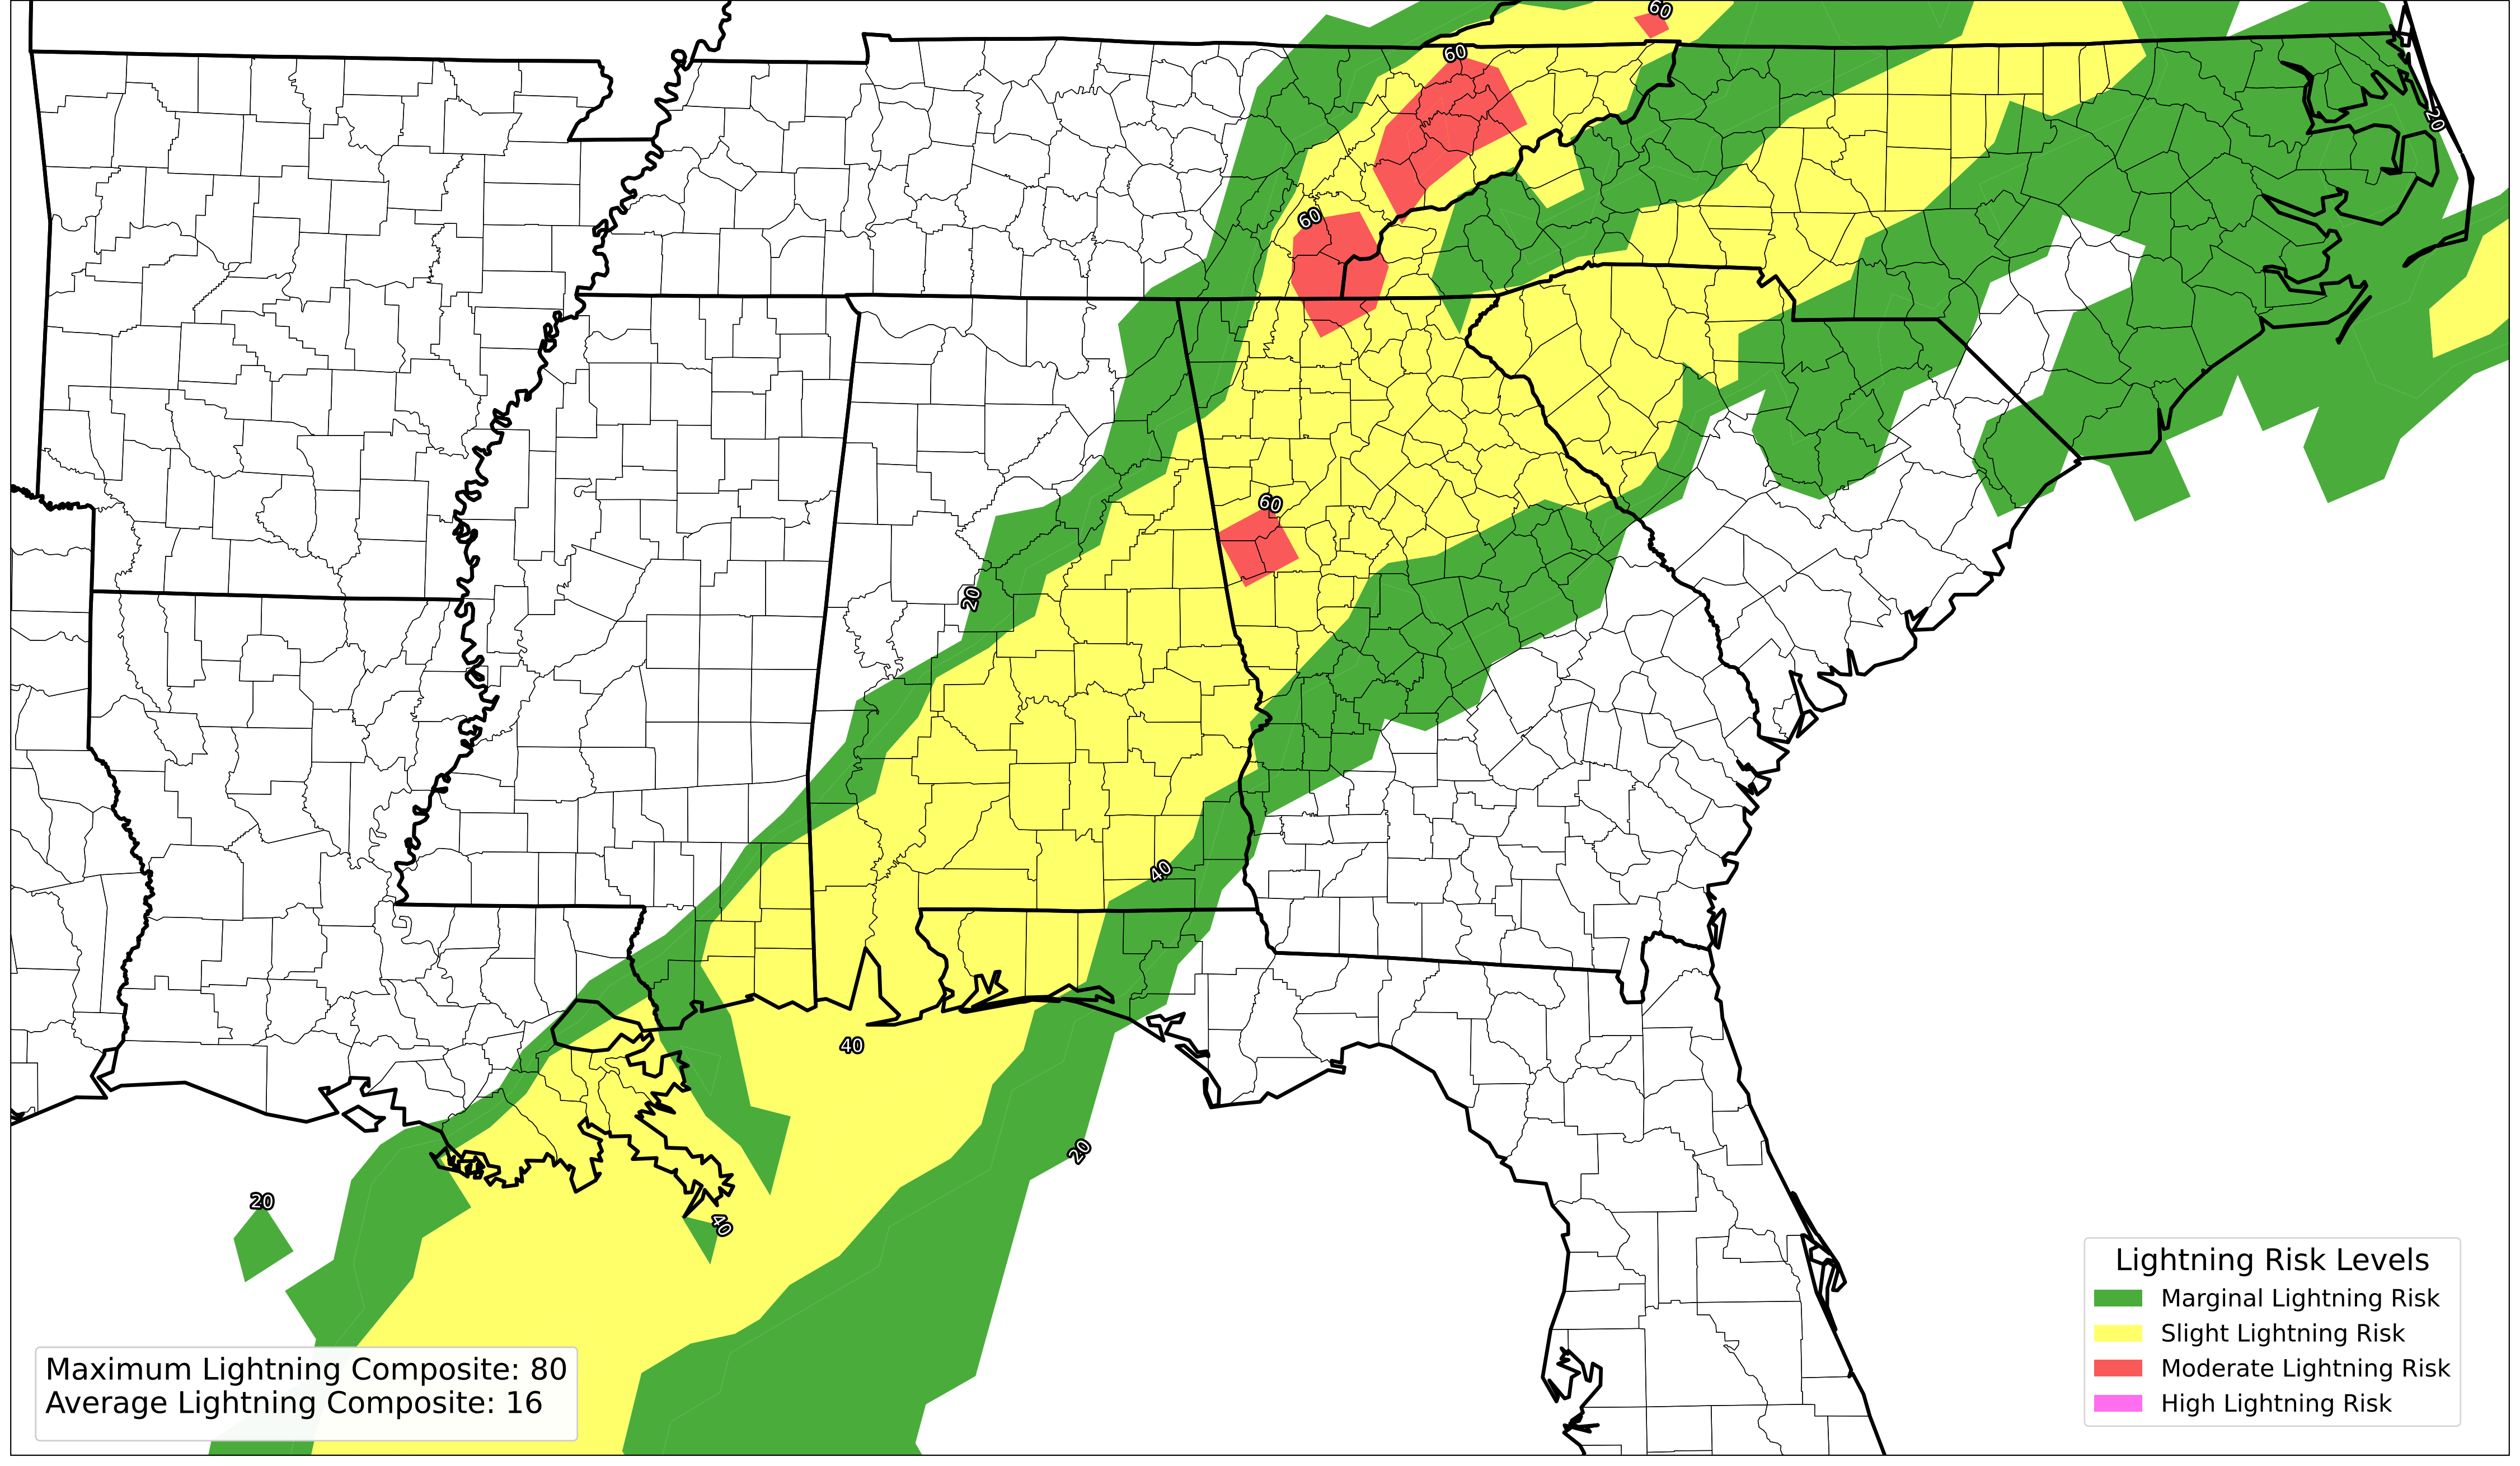 60
60
20
60
60
20
40
40
20
20
40
Lightning Risk Levels
Marginal Lightning Risk
Slight Lightning Risk
Moderate Lightning Risk
High Lightning Risk
Maximum Lightning Composite: 80
Average Lightning Composite: 16